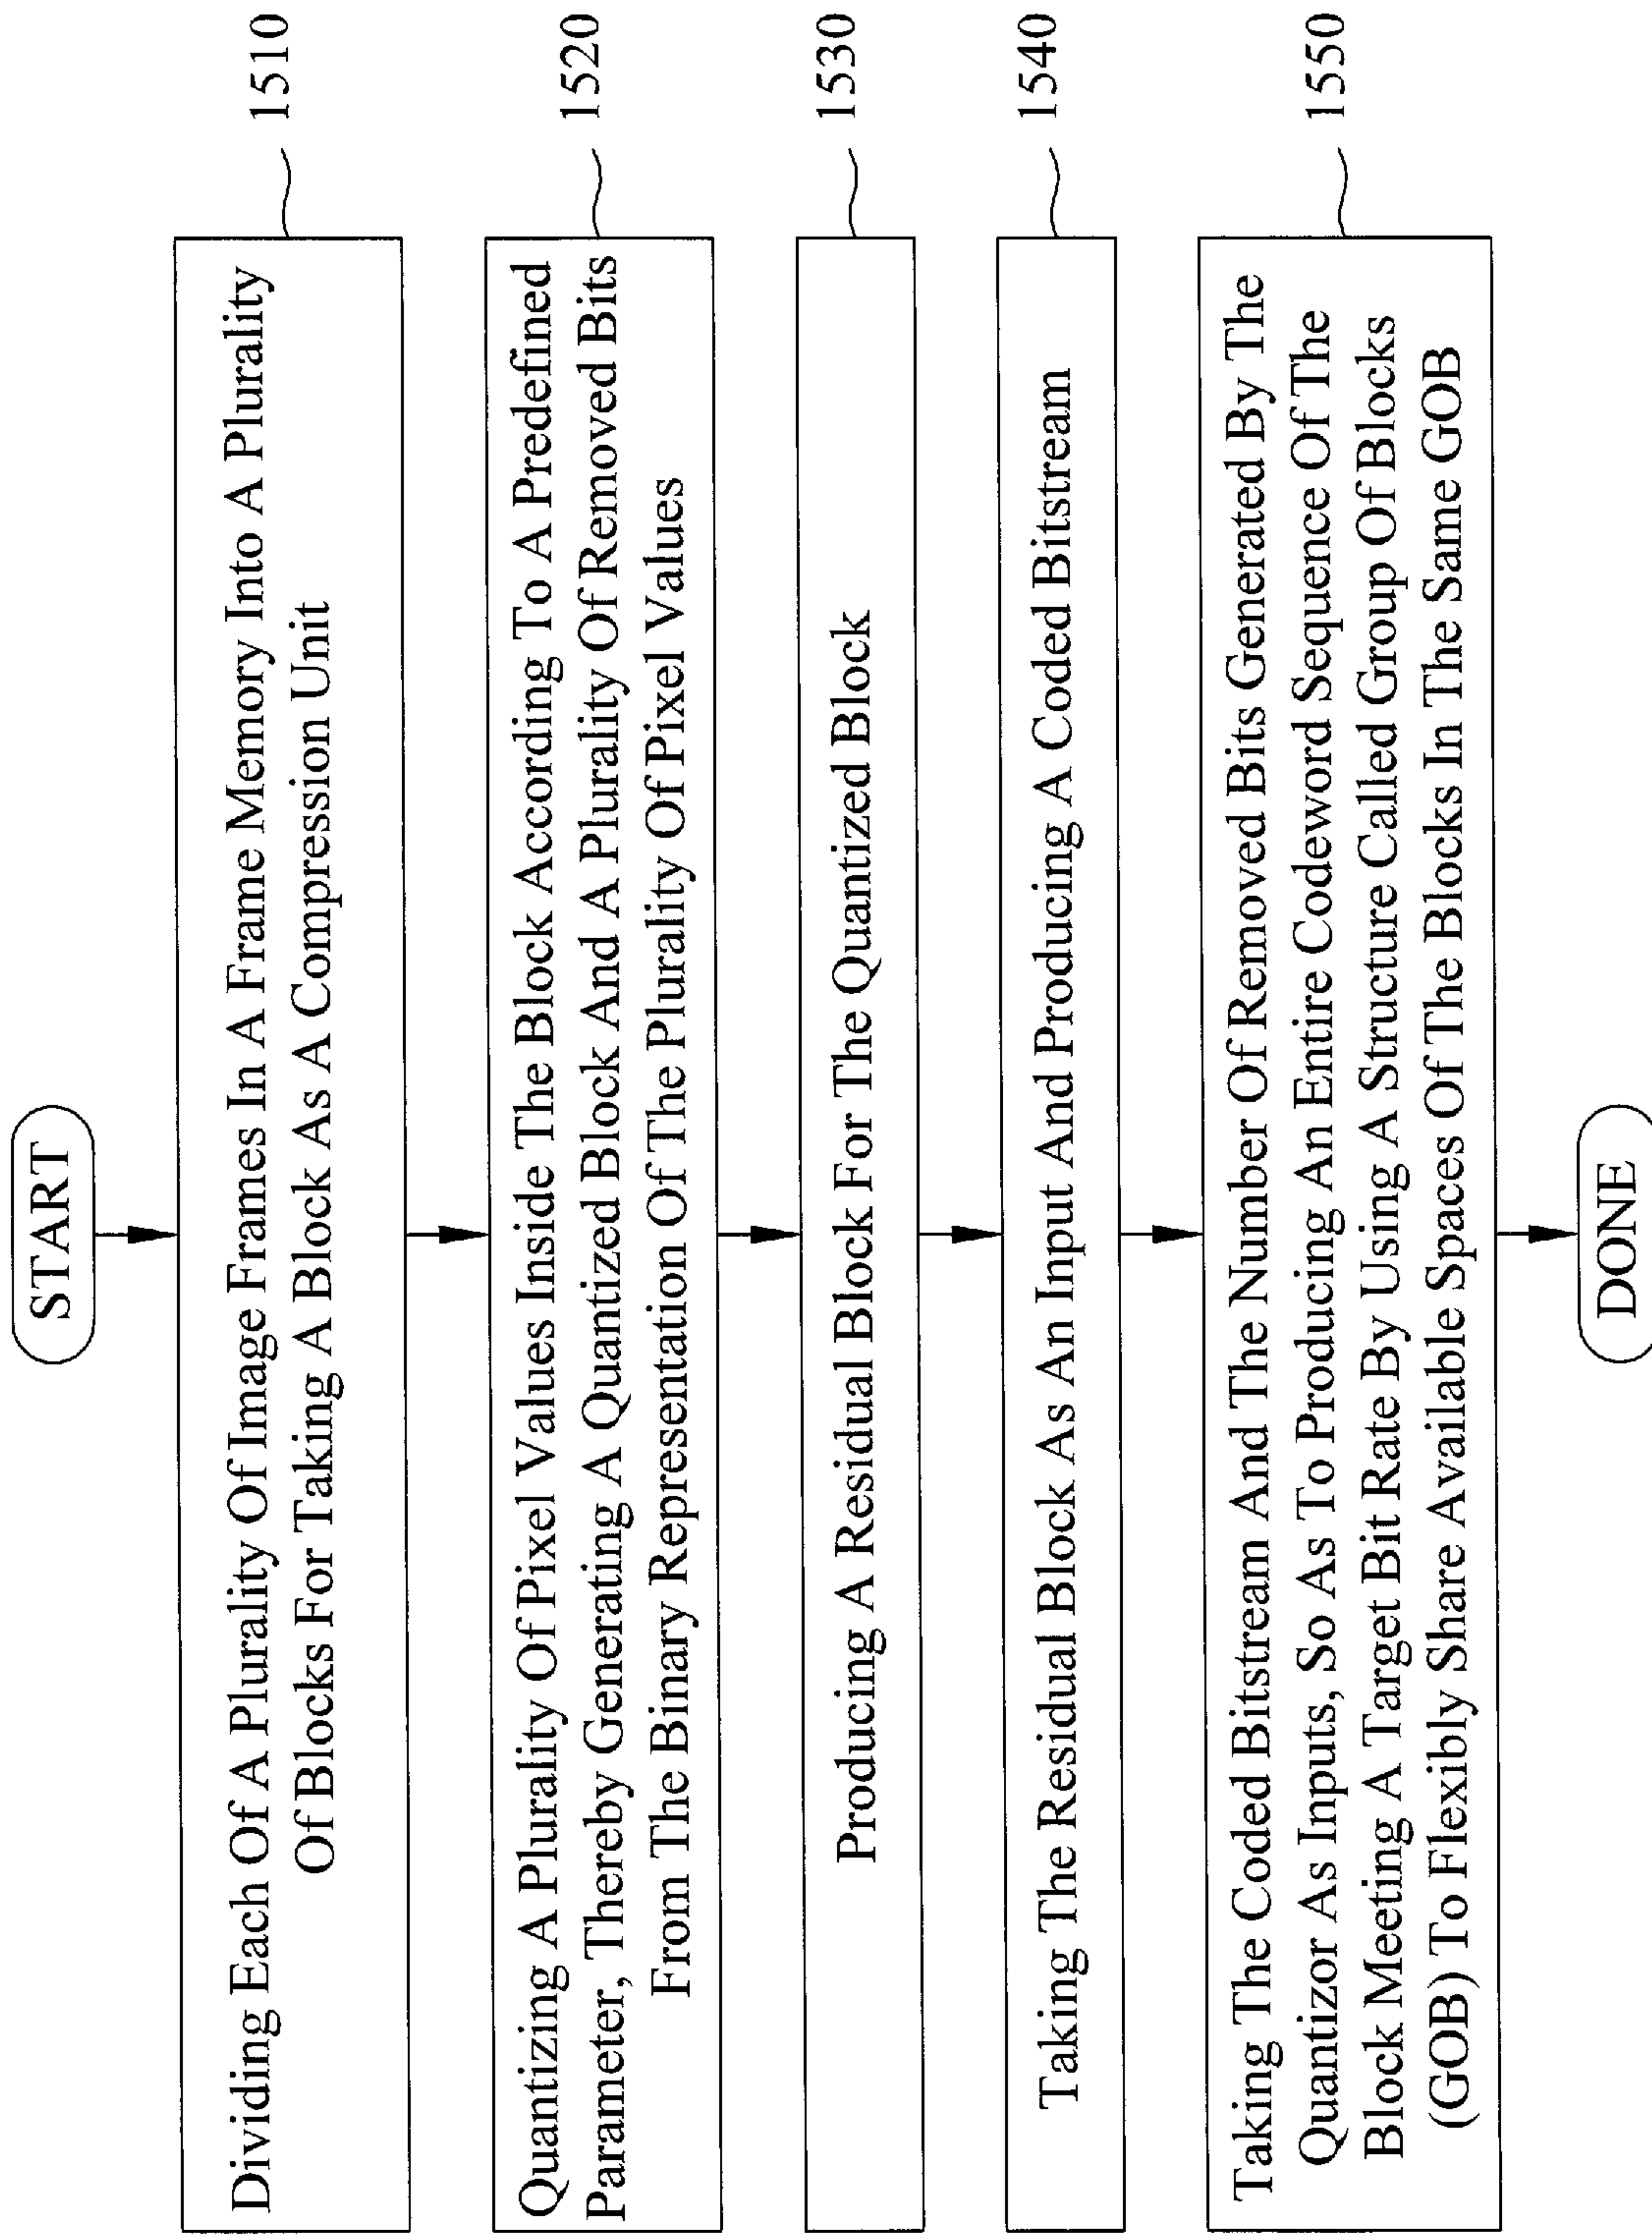 START
Dividing Each Of A Plurality Of Image Frames In A Frame Memory Into A Plurality
Of Blocks For Taking A Block As A Compression Unit
1510
Quantizing A Plurality Of Pixel Values Inside The Block According To A Predefined
Parameter, Thereby Generating A Quantized Block And A Plurality Of Removed Bits
From The Binary Representation Of The Plurality Of Pixel Values
1520
Producing A Residual Block For The Quantized Block
1530
Taking The Residual Block As An Input And Producing A Coded Bitstream
1540
Taking The Coded Bitstream And The Number Of Removed Bits Generated By The
Quantizor As Inputs, So As To Producing An Entire Codeword Sequence Of The
Block Meeting A Target Bit Rate By Using A Structure Called Group Of Blocks
(GOB) To Flexibly Share Available Spaces Of The Blocks In The Same GOB
1550
DONE